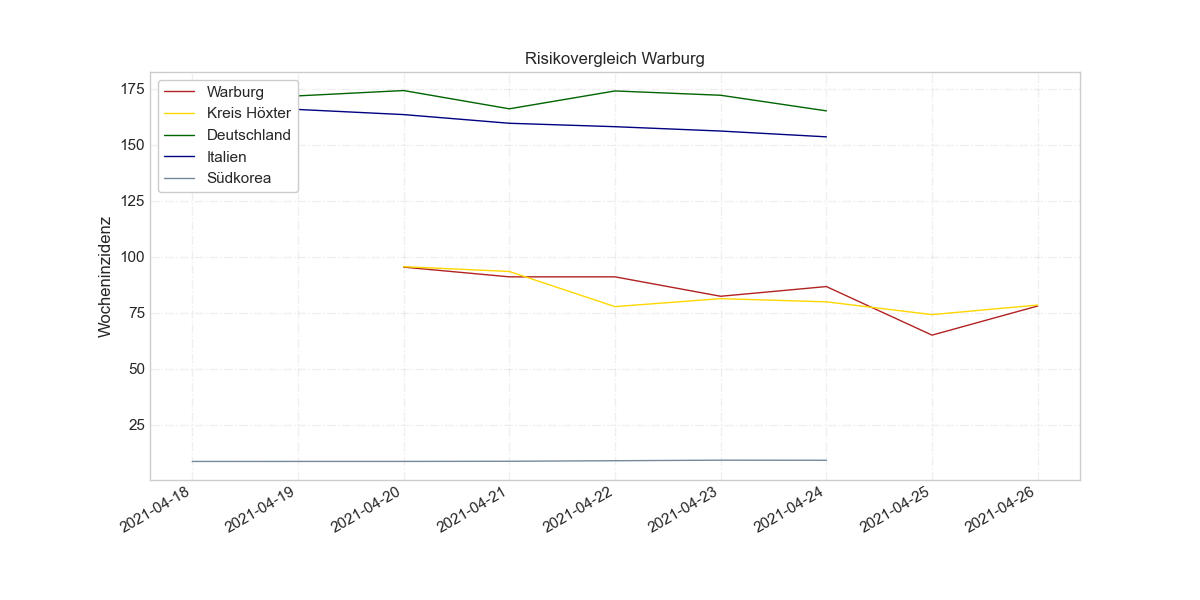 Risikovergleich Warburg
Warburg
Kreis Höxter
Deutschland
Italien
Südkorea
Wocheninzidenz
175
150
125
100
75
50
25
2021-04-18
2021-04-19
2021-04-20
2021-04-21
2021-04-22
2021-04-23
2021-04-24
2021-04-25
2021-04-26